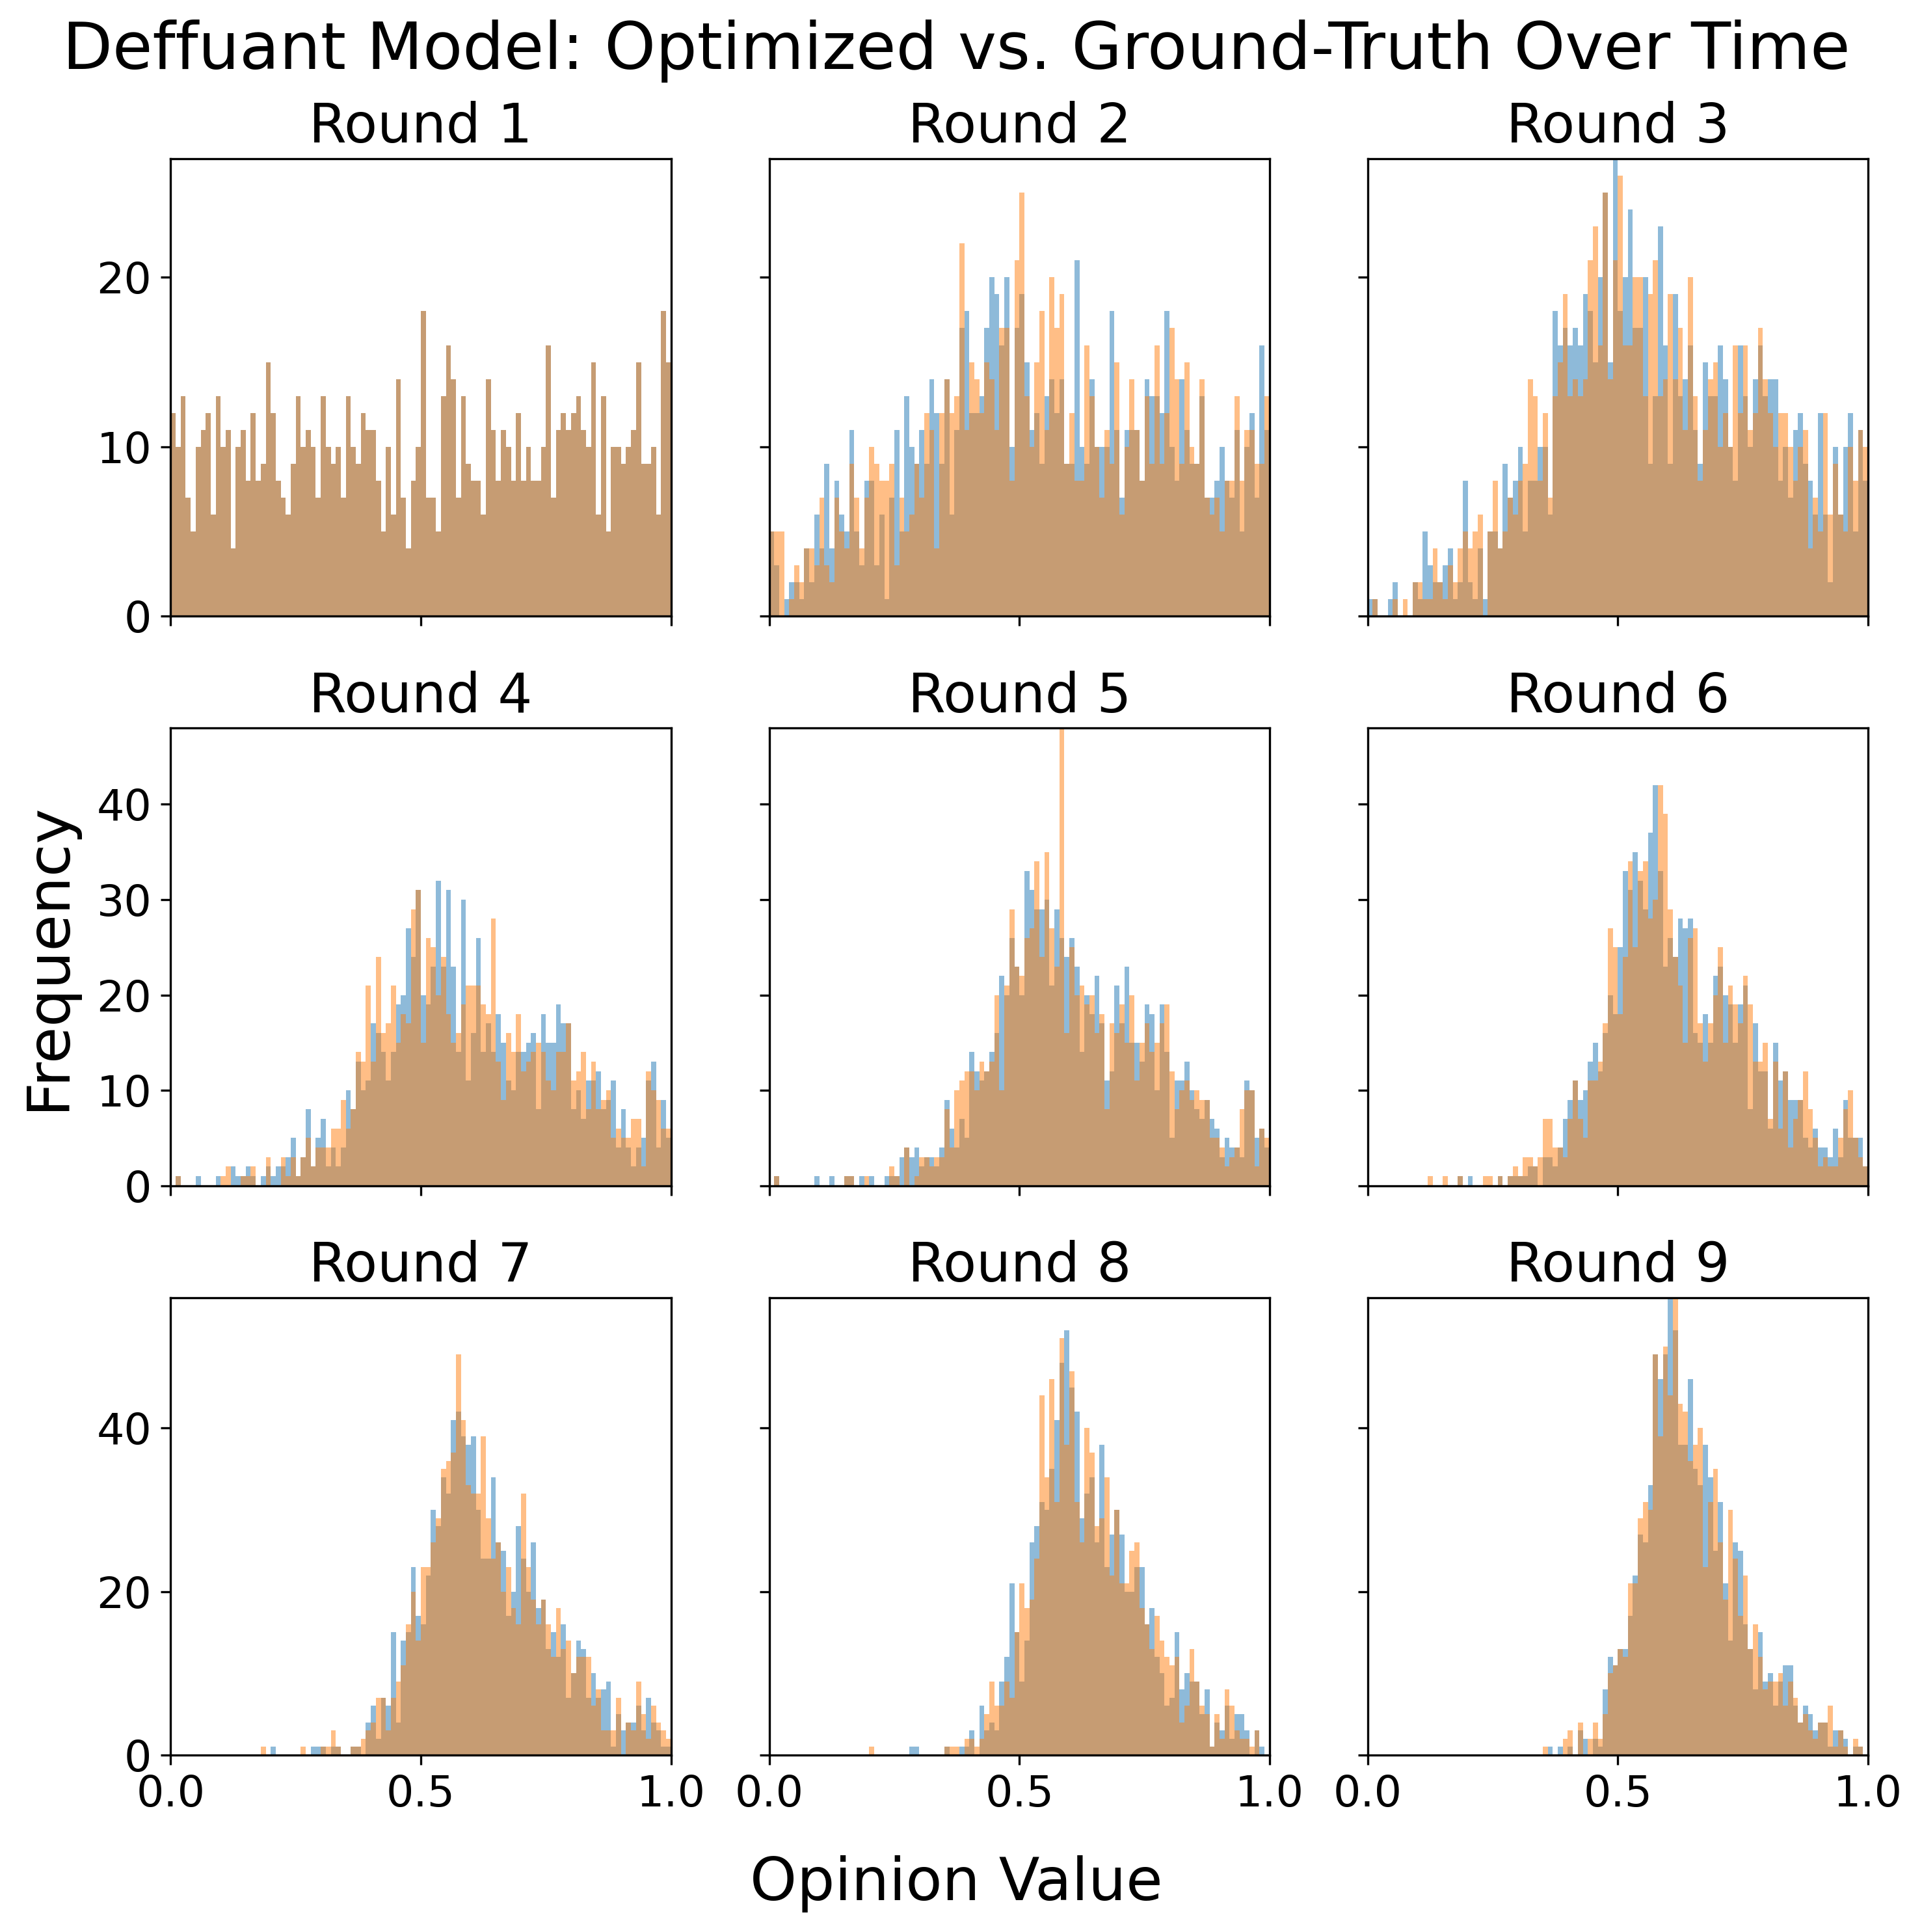 Deffuant Model: Optimized vs. Ground-Truth Over Time
Round 1
Round 2
Round 3
20
10
0
Round 4
Round 5
Round 6
Frequency
40
30
20
10
0
Round 7
Round 8
Round 9
40
20
0
0.0 0.5 1.0 0.0 0.5 1.0 0.0 0.5 1.0
Opinion Value